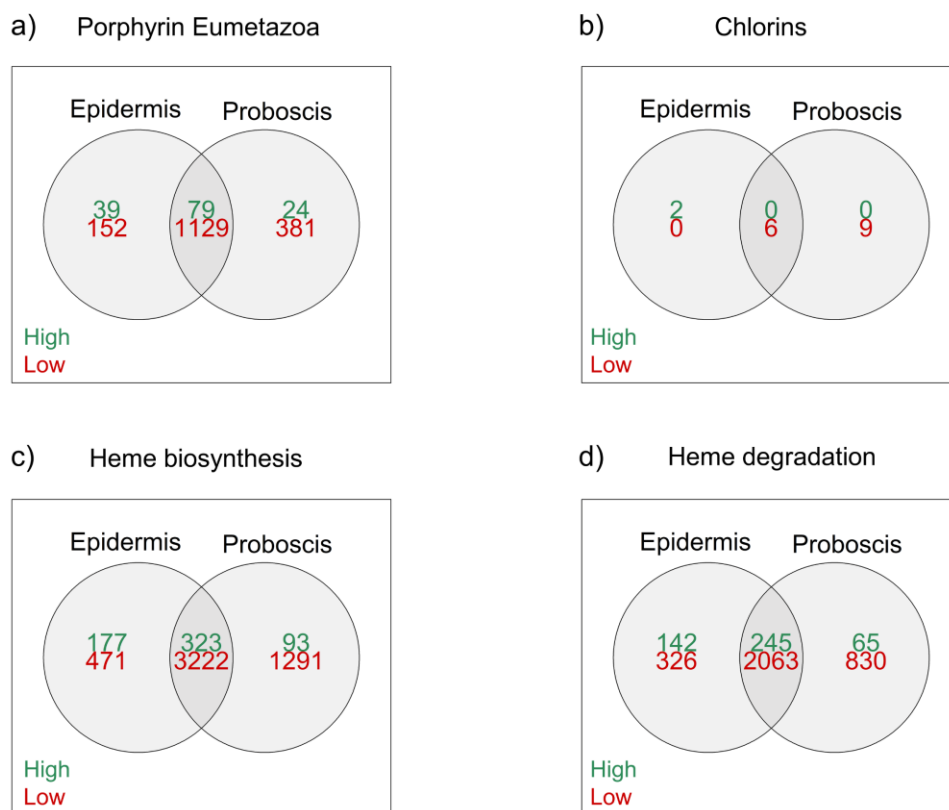 a) Porphyrin Eumetazoa
Epidermis Proboscis
39 79 24
152 1129 381
High
Low
b) Chlorins
Epidermis Proboscis
2 0 0
0 6 9
High
Low
c) Heme biosynthesis
Epidermis Proboscis
177 323 93
471 3222 1291
High
Low
d) Heme degradation
Epidermis Proboscis
142 245 65
326 2063 830
High
Low